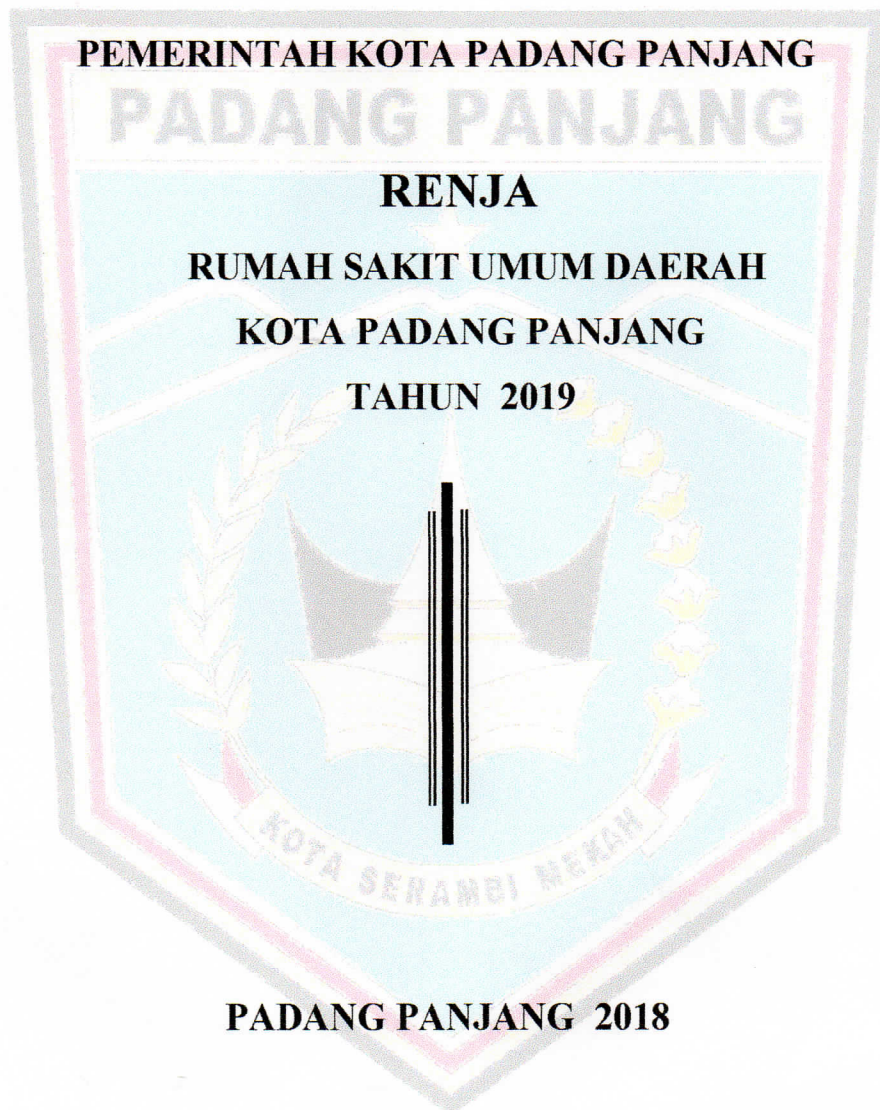 PEMERINTAH KOTA PADANG PANJANG
PADANG PANJANG
RENJA
RUMAH SAKIT UMUM DAERAH
KOTA PADANG PANJANG
TAHUN 2019
KOTA SERAMBI MEKAH
PADANG PANJANG 2018